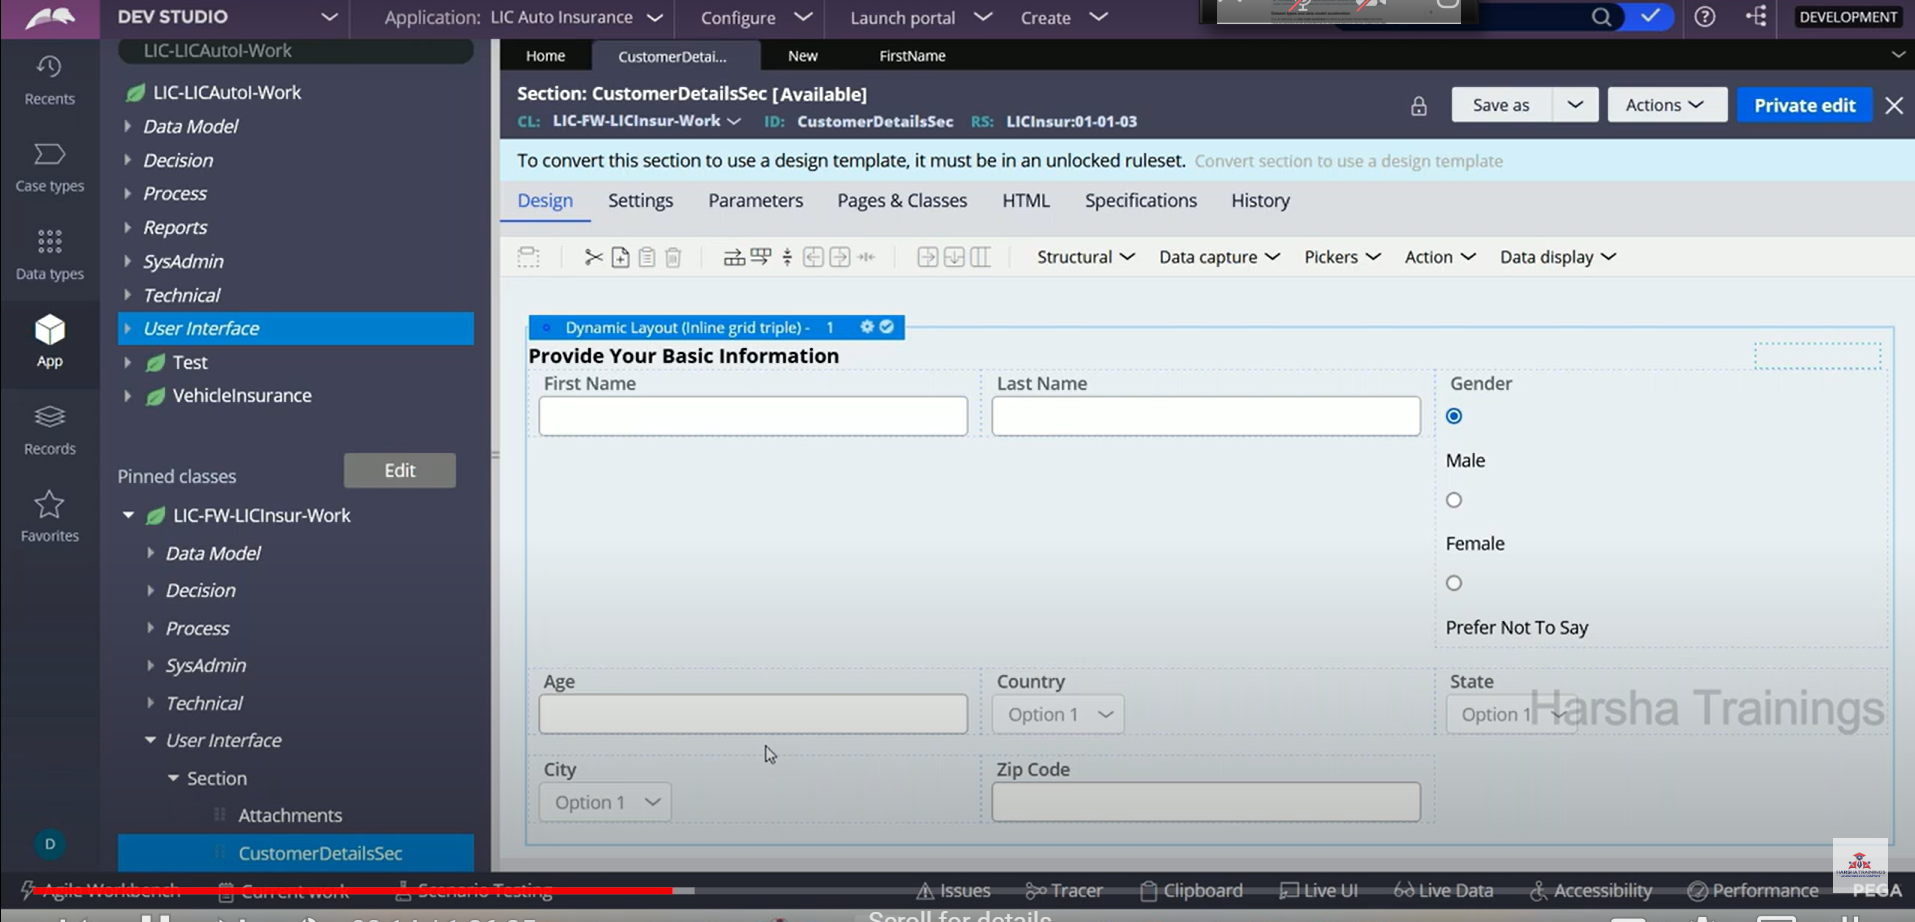 DEV STUDIO
Application: LIC Auto Insurance
Configure
Launch portal
Create
DEVELOPMENT
Recents
Case types
Data types
App
Records
Favorites
D
LIC-LICAutoI-Work
LIC-LICAutoI-Work
Data Model
Decision
Process
Reports
SysAdmin
Technical
User Interface
Test
VehicleInsurance
Pinned classes
Edit
LIC-FW-LICInsur-Work
Data Model
Decision
Process
SysAdmin
Technical
User Interface
Section
Attachments
CustomerDetailsSec
Home
CustomerDetai...
New
FirstName
Section: CustomerDetailsSec [Available]
CL: LIC-FW-LICInsur-Work ID: CustomerDetailsSec RS: LICInsur:01-01-03
Save as
Actions
Private edit
To convert this section to use a design template, it must be in an unlocked ruleset. Convert section to use a design template
Design Settings Parameters Pages & Classes HTML Specifications History
Structural Data capture Pickers Action Data display
Dynamic Layout (Inline grid triple) - 1
Provide Your Basic Information
First Name
Last Name
Gender
Male
Female
Prefer Not To Say
Age
Country
Option 1
State
Option 1
Harsha Trainings
City
Option 1
Zip Code
HARSHA TRAININGS
Agile Workbench
Current work
Scenario Testing
Issues
Tracer
Clipboard
Live UI
Live Data
Accessibility
Performance
PEGA
Scroll for details